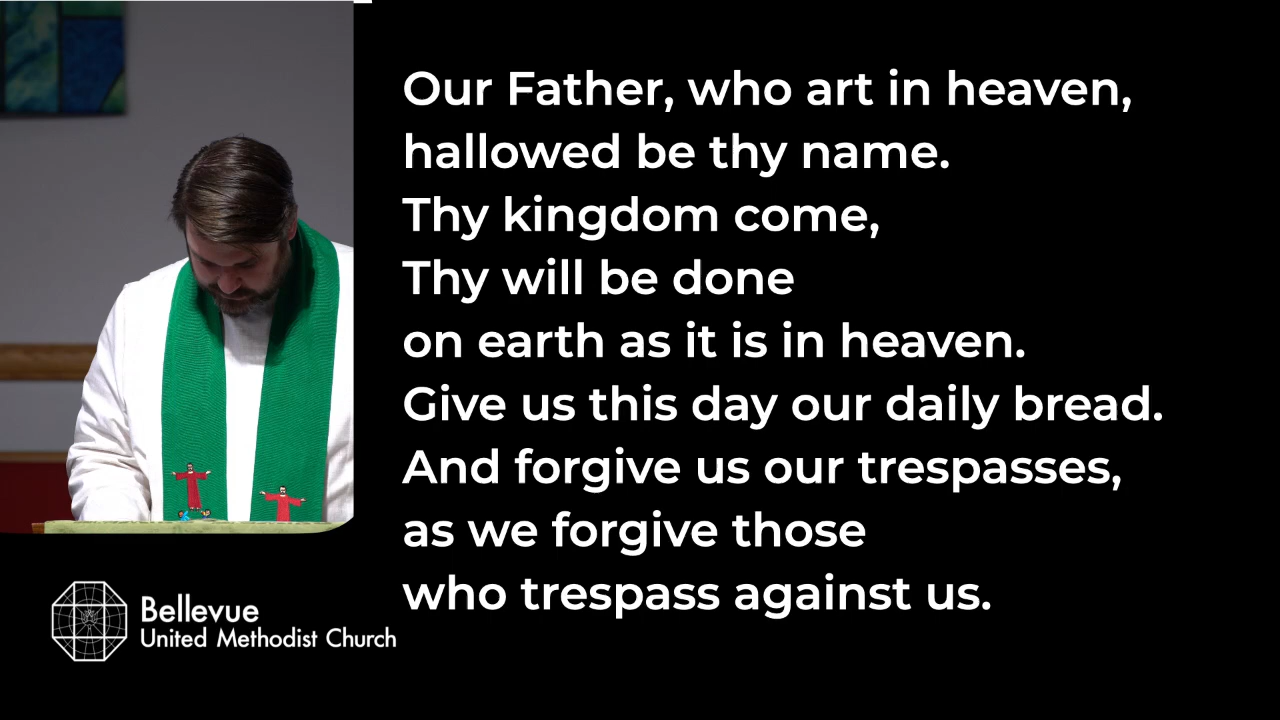 Our Father, who art in heaven,
hallowed be thy name.
Thy kingdom come,
Thy will be done
on earth as it is in heaven.
Give us this day our daily bread.
And forgive us our trespasses,
as we forgive those
who trespass against us.
Bellevue
United Methodist Church